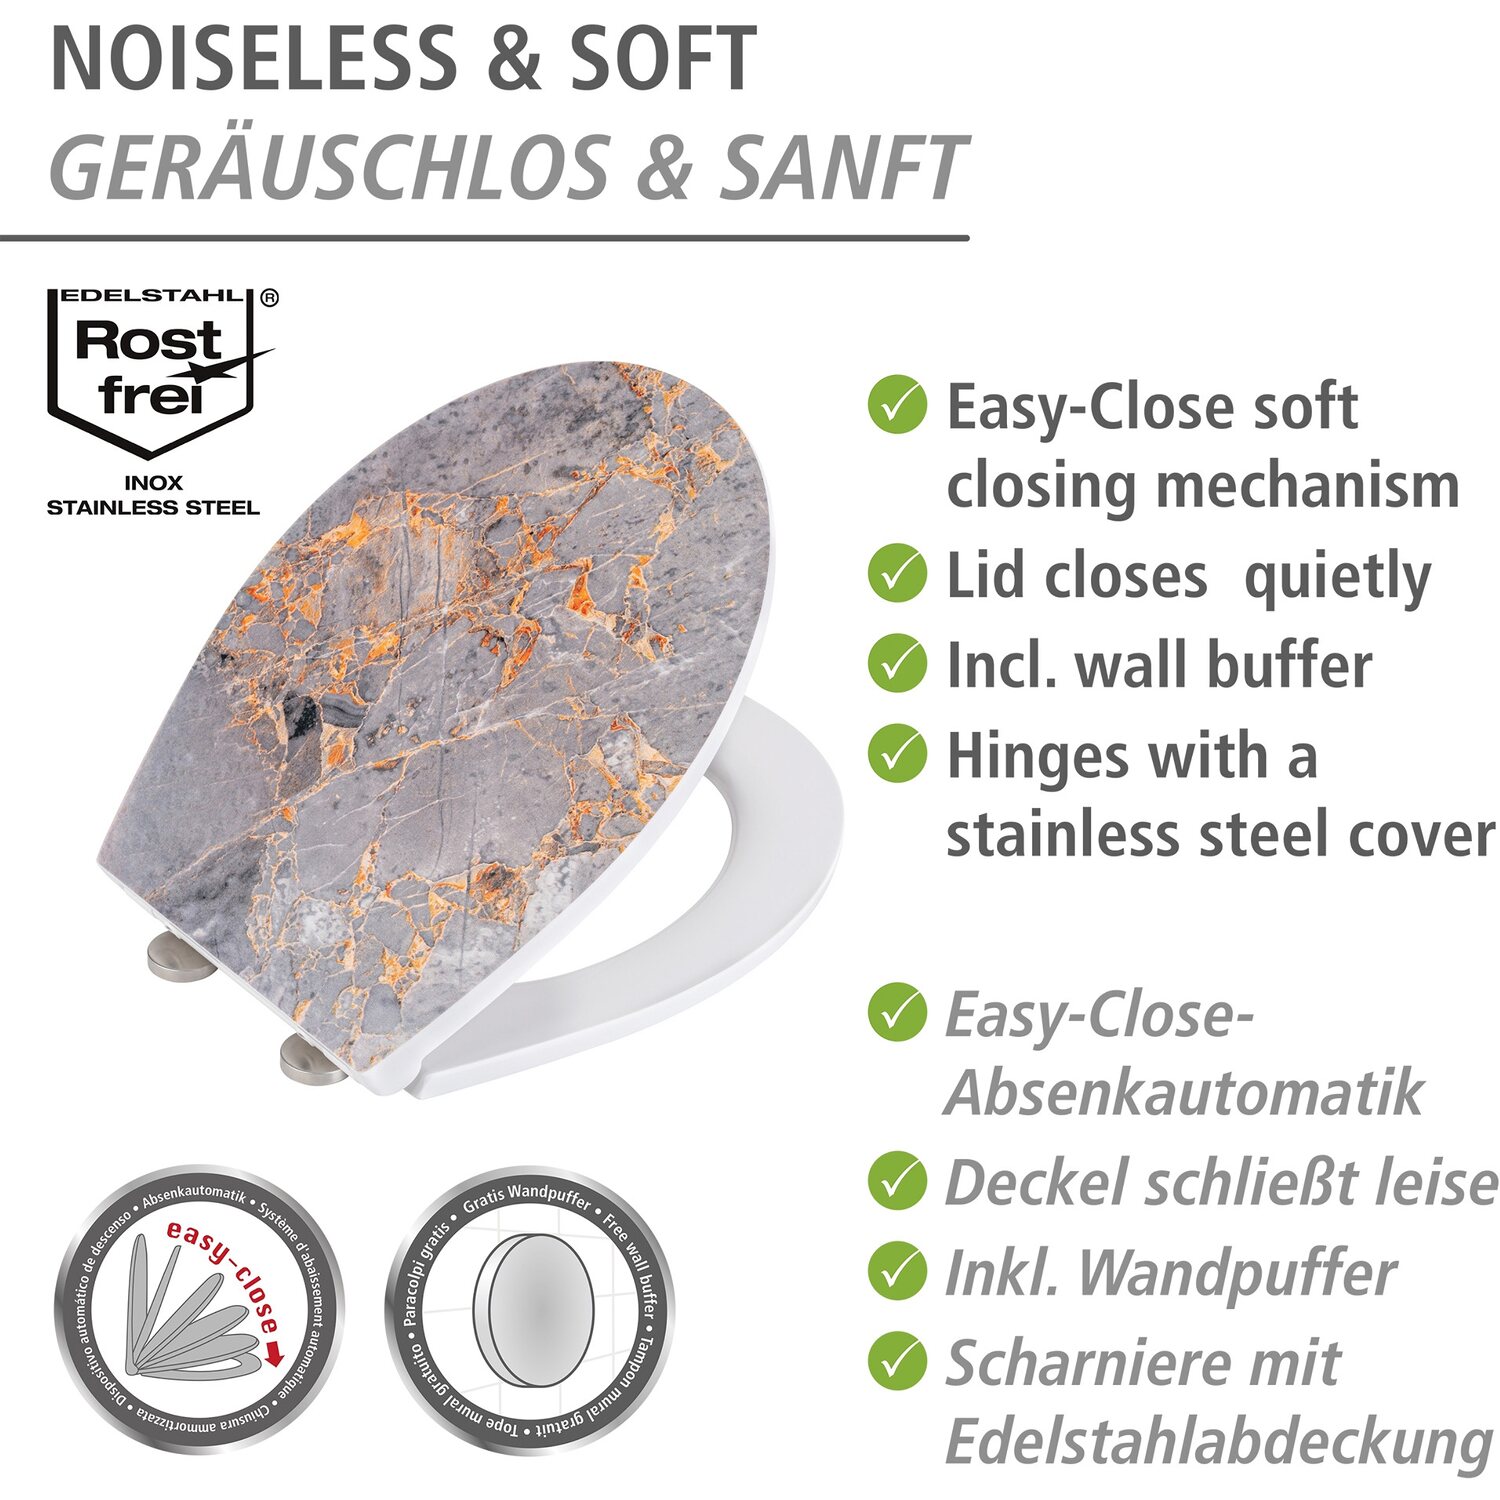 NOISELESS & SOFT
GERÄUSCHLOS & SANFT
EDELSTAHL ®
Rost
frei
INOX
STAINLESS STEEL
Easy-Close soft
closing mechanism
Lid closes quietly
Incl. wall buffer
Hinges with a
stainless steel cover
Easy-Close-
Absenkautomatik
Deckel schließt leise
Inkl. Wandpuffer
Scharniere mit
Edelstahlabdeckung
Absenkautomatik • Système d'abaissement automatique • Chiusura ammortizzata • Dispositivo automático de descenso •
easy-close
Gratis Wandpuffer • Free wall buffer • Tampon mural gratuit • Tope mural gratuito • Paracolpi gratis •